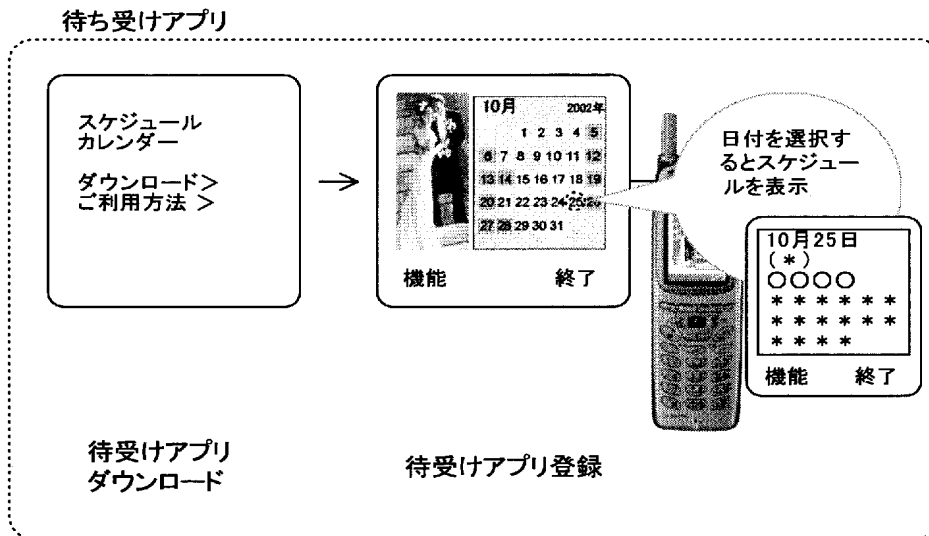 待ち受けアプリ
スケジュール
カレンダー
ダウンロード＞
ご利用方法 ＞
→
10月 2002年
1 2 3 4 5
6 7 8 9 10 11 12
13 14 15 16 17 18 19
20 21 22 23 24 25 26
27 28 29 30 31
機能 終了
日付を選択す
るとスケジュー
ルを表示
10月25日
(＊)
〇〇〇〇
＊＊＊＊＊＊
＊＊＊＊＊＊
＊＊＊＊
機能 終了
待受けアプリ
ダウンロード
待受けアプリ登録